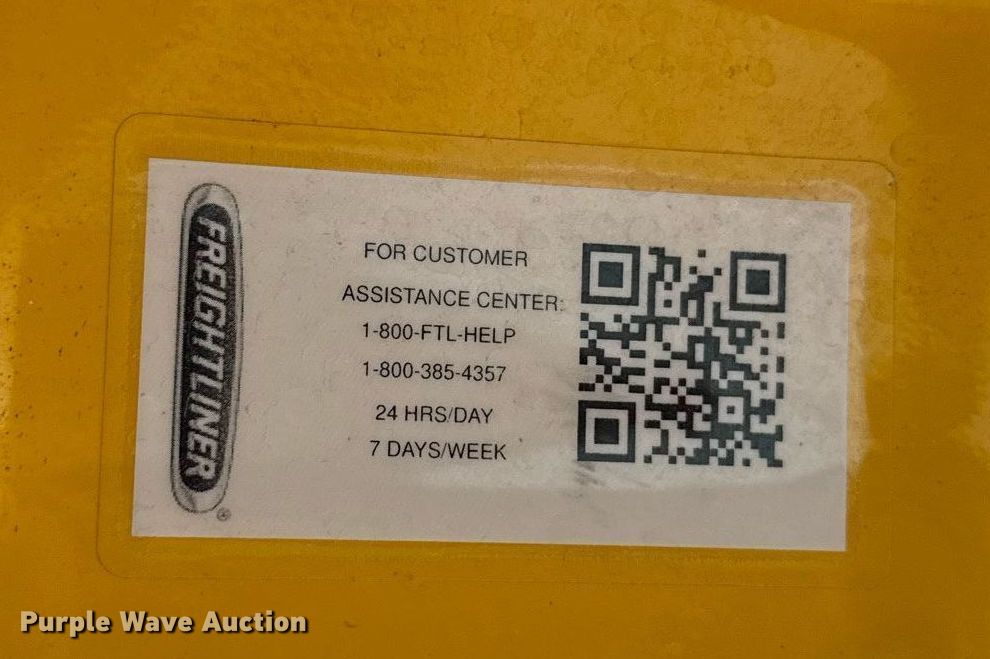 FREIGHTLINER®
FOR CUSTOMER
ASSISTANCE CENTER:
1-800-FTL-HELP
1-800-385-4357
24 HRS/DAY
7 DAYS/WEEK
Purple Wave Auction